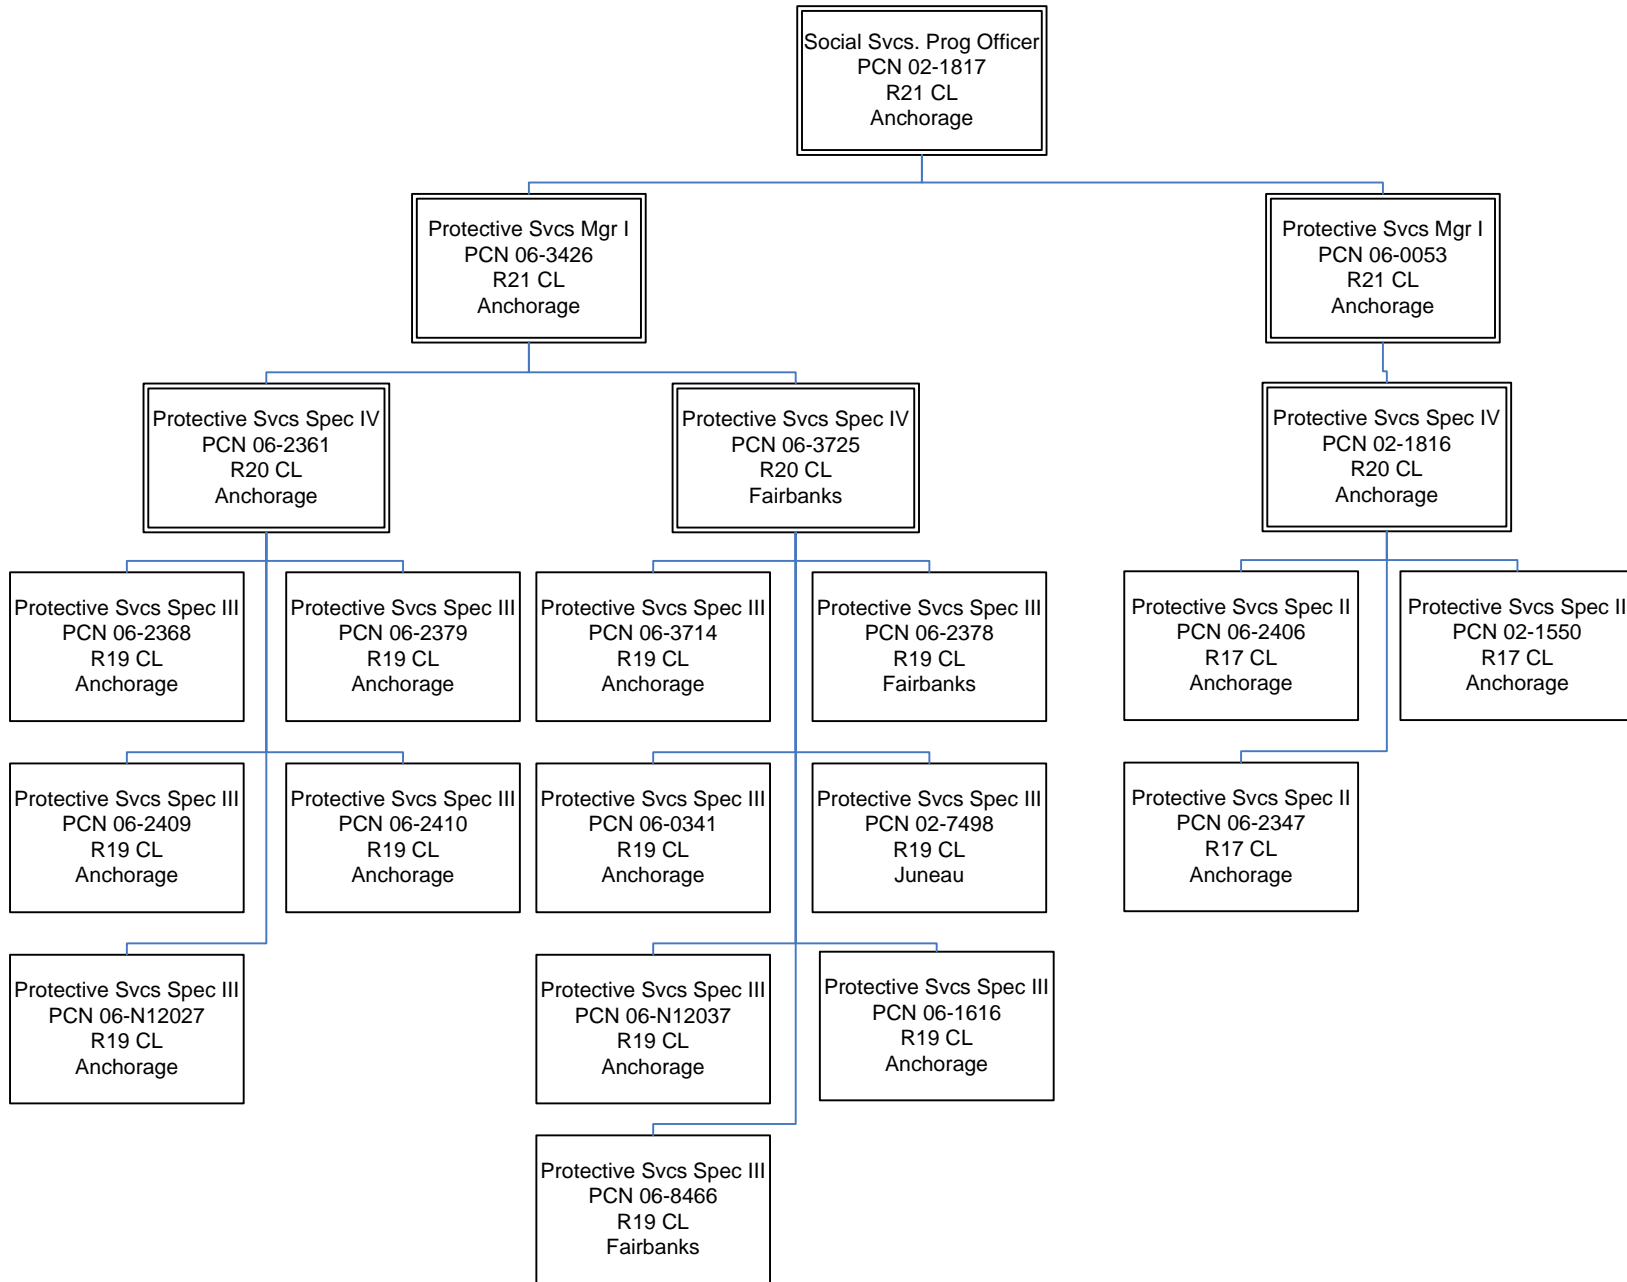 Social Svcs. Prog Officer
PCN 02-1817
R21 CL
Anchorage
Protective Svcs Mgr I
PCN 06-3426
R21 CL
Anchorage
Protective Svcs Mgr I
PCN 06-0053
R21 CL
Anchorage
Protective Svcs Spec IV
PCN 06-2361
R20 CL
Anchorage
Protective Svcs Spec IV
PCN 06-3725
R20 CL
Fairbanks
Protective Svcs Spec IV
PCN 02-1816
R20 CL
Anchorage
Protective Svcs Spec III
PCN 06-2368
R19 CL
Anchorage
Protective Svcs Spec III
PCN 06-2379
R19 CL
Anchorage
Protective Svcs Spec III
PCN 06-3714
R19 CL
Anchorage
Protective Svcs Spec III
PCN 06-2378
R19 CL
Fairbanks
Protective Svcs Spec II
PCN 06-2406
R17 CL
Anchorage
Protective Svcs Spec II
PCN 02-1550
R17 CL
Anchorage
Protective Svcs Spec III
PCN 06-2409
R19 CL
Anchorage
Protective Svcs Spec III
PCN 06-2410
R19 CL
Anchorage
Protective Svcs Spec III
PCN 06-0341
R19 CL
Anchorage
Protective Svcs Spec III
PCN 02-7498
R19 CL
Juneau
Protective Svcs Spec II
PCN 06-2347
R17 CL
Anchorage
Protective Svcs Spec III
PCN 06-N12027
R19 CL
Anchorage
Protective Svcs Spec III
PCN 06-N12037
R19 CL
Anchorage
Protective Svcs Spec III
PCN 06-1616
R19 CL
Anchorage
Protective Svcs Spec III
PCN 06-8466
R19 CL
Fairbanks